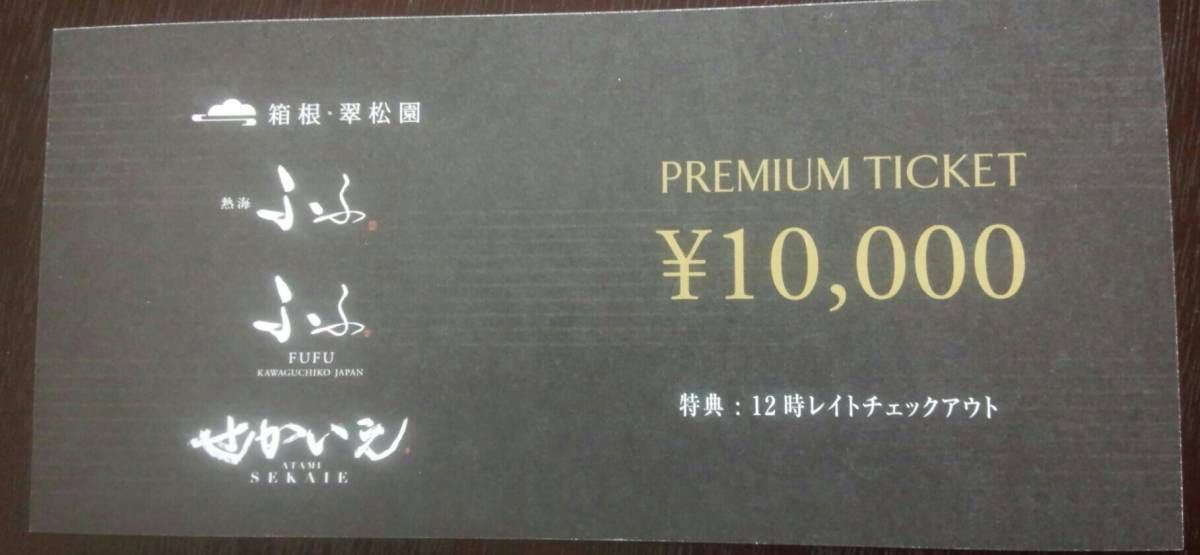 箱根・翠松園
熱海 ふふ
ふふ
FUFU
KAWAGUCHIKO JAPAN
せかいえ
ATAMI
SEKAIE
PREMIUM TICKET
¥10,000
特典：12時レイトチェックアウト